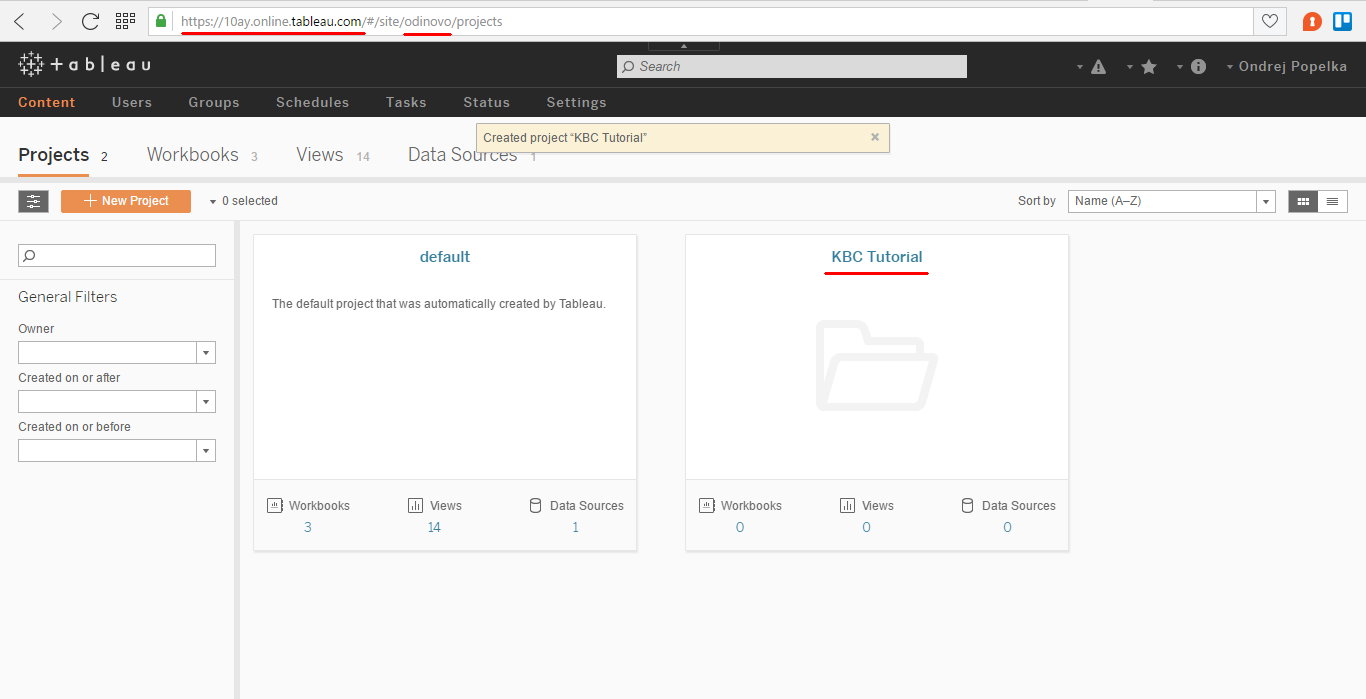 https://10ay.online.tableau.com/#/site/odinovo/projects
+ableau
Search
Ondrej Popelka
Content Users Groups Schedules Tasks Status Settings
Created project “KBC Tutorial”
Projects 2 Workbooks 3 Views 14 Data Sources 1
New Project 0 selected Sort by Name (A–Z)
default KBC Tutorial
General Filters
The default project that was automatically created by Tableau.
Owner
Created on or after
Created on or before
Workbooks Views Data Sources Workbooks Views Data Sources
3 14 1 0 0 0